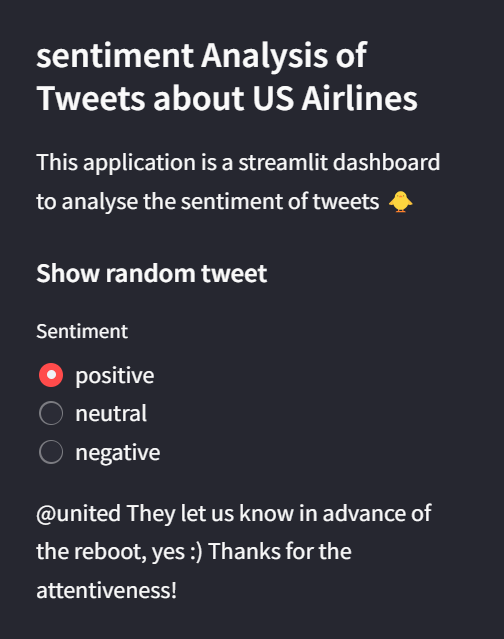 sentiment Analysis of
Tweets about US Airlines
This application is a streamlit dashboard
to analyse the sentiment of tweets 🐥
Show random tweet
Sentiment
positive
neutral
negative
@united They let us know in advance of
the reboot, yes :) Thanks for the
attentiveness!